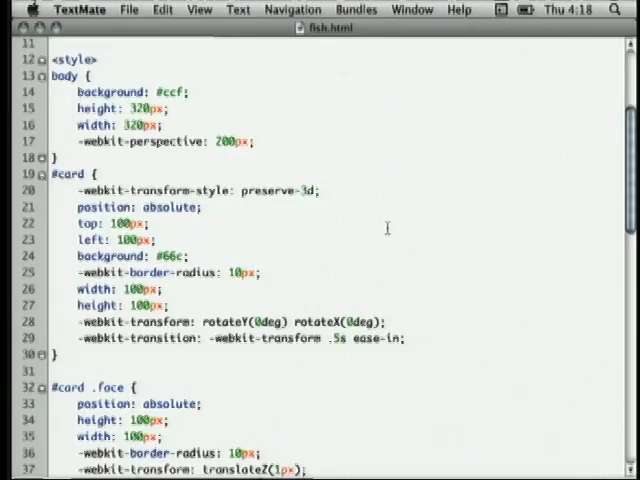 TextMate File Edit View Text Navigation Bundles Window Help Thu 4:18
fish.html
11
12 <style>
13 body {
14 background: #ccf;
15 height: 320px;
16 width: 320px;
17 -webkit-perspective: 200px;
18 }
19 #card {
20 -webkit-transform-style: preserve-3d;
21 position: absolute;
22 top: 100px;
23 left: 100px;
24 background: #66c;
25 -webkit-border-radius: 10px;
26 width: 100px;
27 height: 100px;
28 -webkit-transform: rotateY(0deg) rotateX(0deg);
29 -webkit-transition: -webkit-transform .5s ease-in;
30 }
31
32 #card .face {
33 position: absolute;
34 height: 100px;
35 width: 100px;
36 -webkit-border-radius: 10px;
37 -webkit-transform: translateZ(1px);